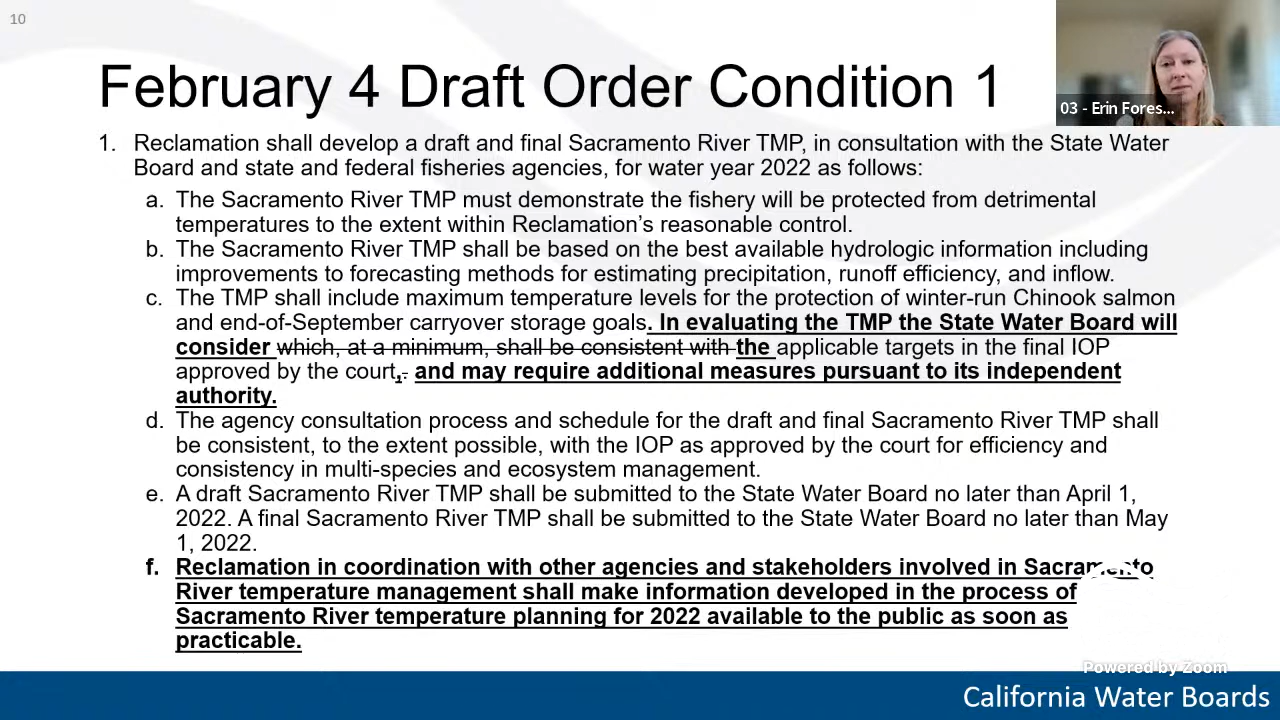 10
February 4 Draft Order Condition 1
03 - Erin Fores...
1. Reclamation shall develop a draft and final Sacramento River TMP, in consultation with the State Water
Board and state and federal fisheries agencies, for water year 2022 as follows:
a. The Sacramento River TMP must demonstrate the fishery will be protected from detrimental
temperatures to the extent within Reclamation’s reasonable control.
b. The Sacramento River TMP shall be based on the best available hydrologic information including
improvements to forecasting methods for estimating precipitation, runoff efficiency, and inflow.
c. The TMP shall include maximum temperature levels for the protection of winter-run Chinook salmon
and end-of-September carryover storage goals. In evaluating the TMP the State Water Board will
consider which, at a minimum, shall be consistent with the applicable targets in the final IOP
approved by the court,. and may require additional measures pursuant to its independent
authority.
d. The agency consultation process and schedule for the draft and final Sacramento River TMP shall
be consistent, to the extent possible, with the IOP as approved by the court for efficiency and
consistency in multi-species and ecosystem management.
e. A draft Sacramento River TMP shall be submitted to the State Water Board no later than April 1,
2022. A final Sacramento River TMP shall be submitted to the State Water Board no later than May
1, 2022.
f. Reclamation in coordination with other agencies and stakeholders involved in Sacramento
River temperature management shall make information developed in the process of
Sacramento River temperature planning for 2022 available to the public as soon as
practicable.
Powered by Zoom
California Water Boards